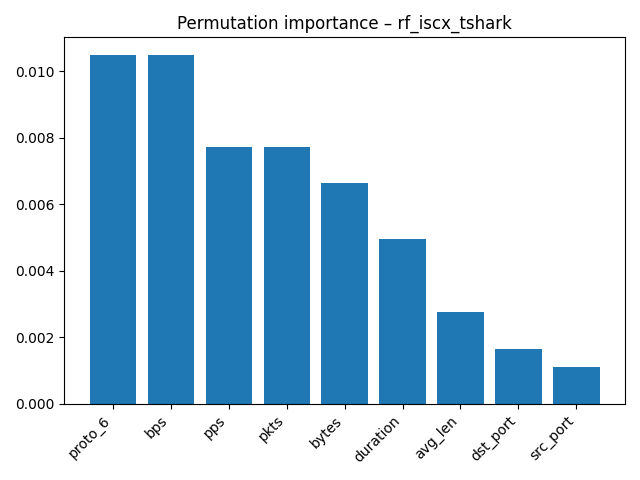 Permutation importance – rf_iscx_tshark
0.010
0.008
0.006
0.004
0.002
0.000
proto_6
bps
pps
pkts
bytes
duration
avg_len
dst_port
src_port